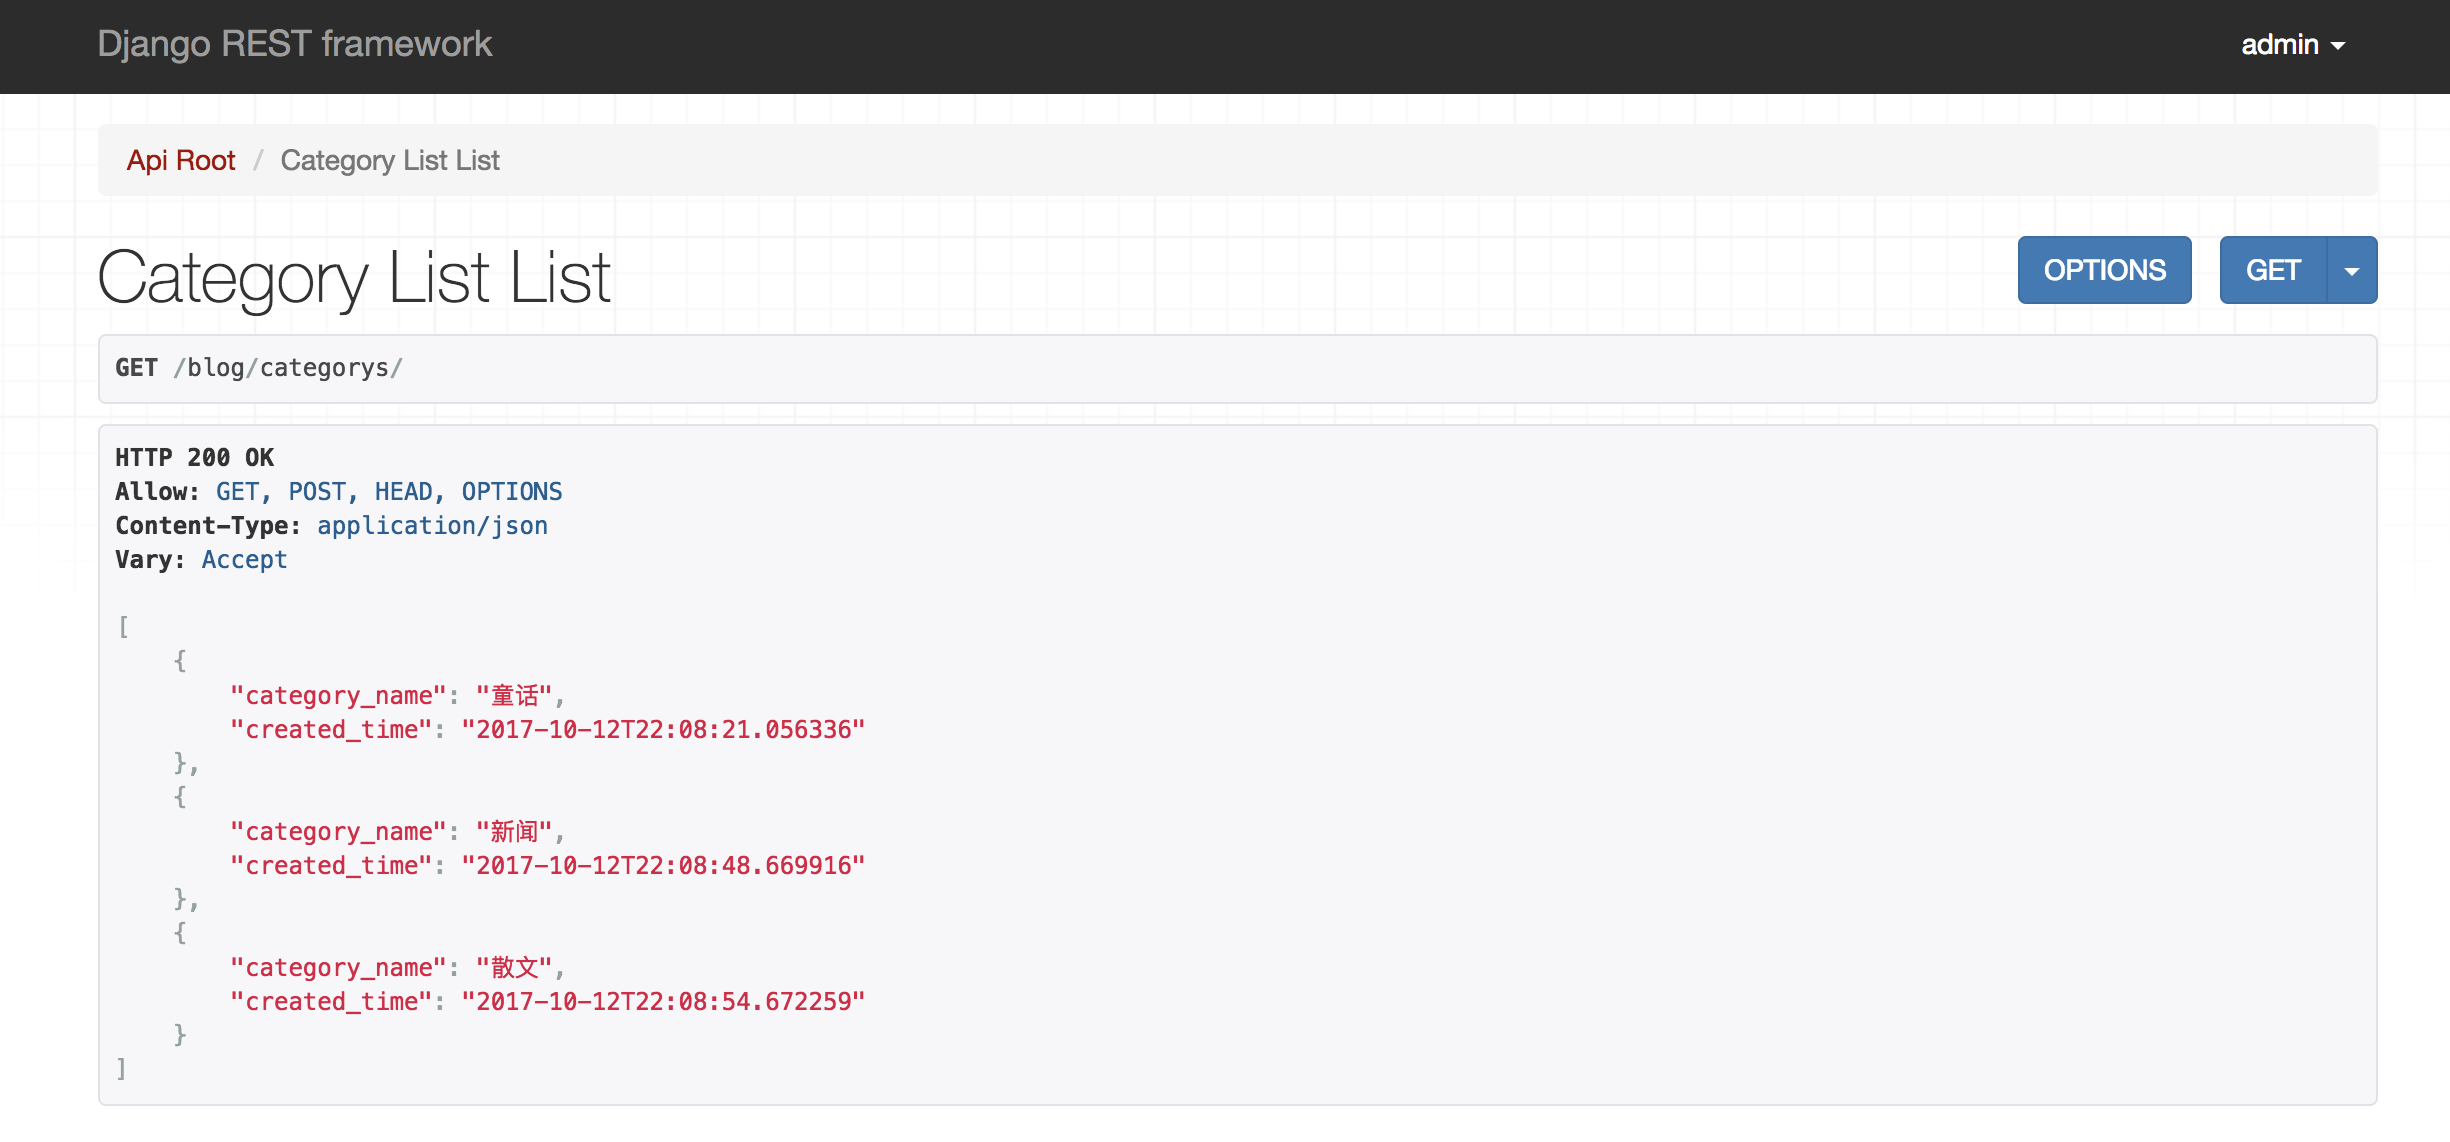 Django REST framework
admin
Api Root / Category List List
Category List List
OPTIONS
GET
GET /blog/categorys/
HTTP 200 OK
Allow: GET, POST, HEAD, OPTIONS
Content-Type: application/json
Vary: Accept
[
    {
        "category_name": "童话",
        "created_time": "2017-10-12T22:08:21.056336"
    },
    {
        "category_name": "新闻",
        "created_time": "2017-10-12T22:08:48.669916"
    },
    {
        "category_name": "散文",
        "created_time": "2017-10-12T22:08:54.672259"
    }
]